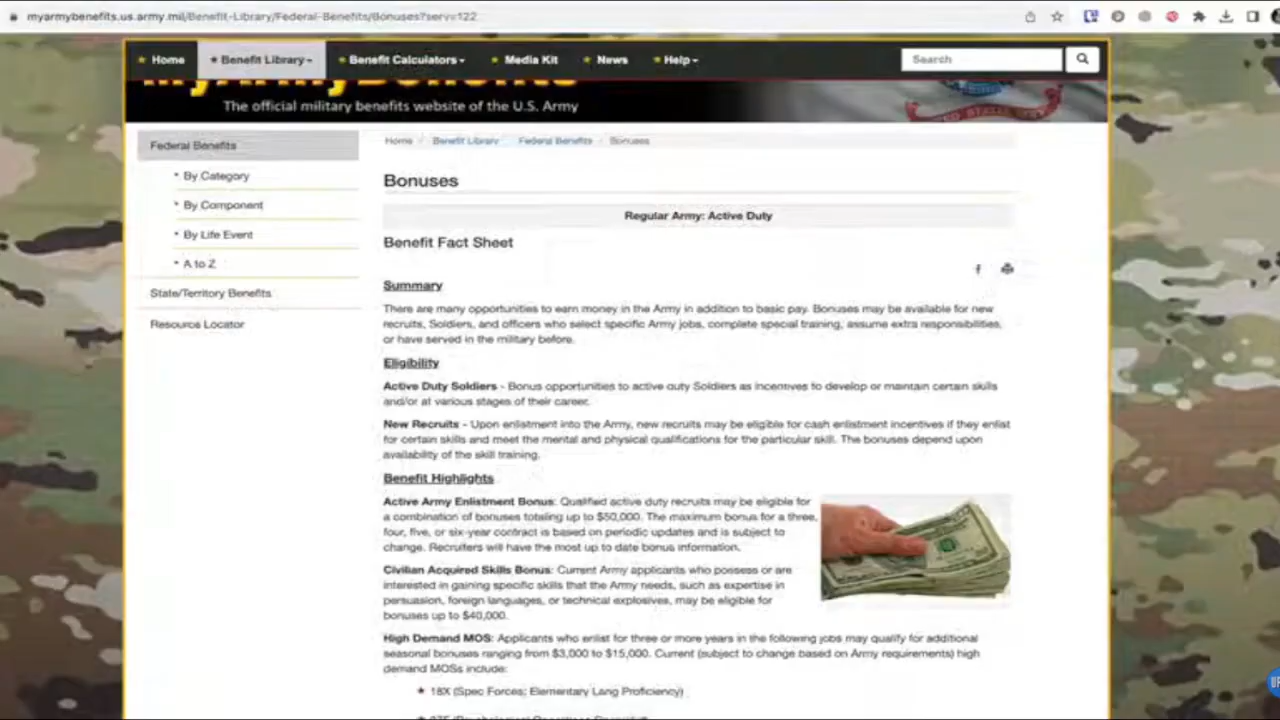 myarmybenefits.us.army.mil/Benefit-Library/Federal-Benefits/Bonuses?serv=122
Home Benefit Library Benefit Calculators Media Kit News Help Search
MyArmyBenefits
The official military benefits website of the U.S. Army
Federal Benefits
By Category
By Component
By Life Event
A to Z
State/Territory Benefits
Resource Locator
Home / Benefit Library Federal Benefits Bonuses
Bonuses
Regular Army: Active Duty
Benefit Fact Sheet
Summary
There are many opportunities to earn money in the Army in addition to basic pay. Bonuses may be available for new
recruits, Soldiers, and officers who select specific Army jobs, complete special training, assume extra responsibilities,
or have served in the military before.
Eligibility
Active Duty Soldiers - Bonus opportunities to active duty Soldiers as incentives to develop or maintain certain skills
and/or at various stages of their career.
New Recruits - Upon enlistment into the Army, new recruits may be eligible for cash enlistment incentives if they enlist
for certain skills and meet the mental and physical qualifications for the particular skill. The bonuses depend upon
availability of the skill training.
Benefit Highlights
Active Army Enlistment Bonus: Qualified active duty recruits may be eligible for
a combination of bonuses totaling up to $50,000. The maximum bonus for a three,
four, five, or six-year contract is based on periodic updates and is subject to
change. Recruiters will have the most up to date bonus information.
Civilian Acquired Skills Bonus: Current Army applicants who possess or are
interested in gaining specific skills that the Army needs, such as expertise in
persuasion, foreign languages, or technical explosives, may be eligible for
bonuses up to $40,000.
High Demand MOS: Applicants who enlist for three or more years in the following jobs may qualify for additional
seasonal bonuses ranging from $3,000 to $15,000. Current (subject to change based on Army requirements) high
demand MOSs include:
18X (Spec Forces; Elementary Lang Proficiency)